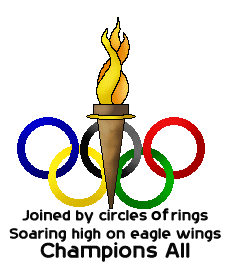 Joined by circles of rings
Soaring high on eagle wings
Champions All